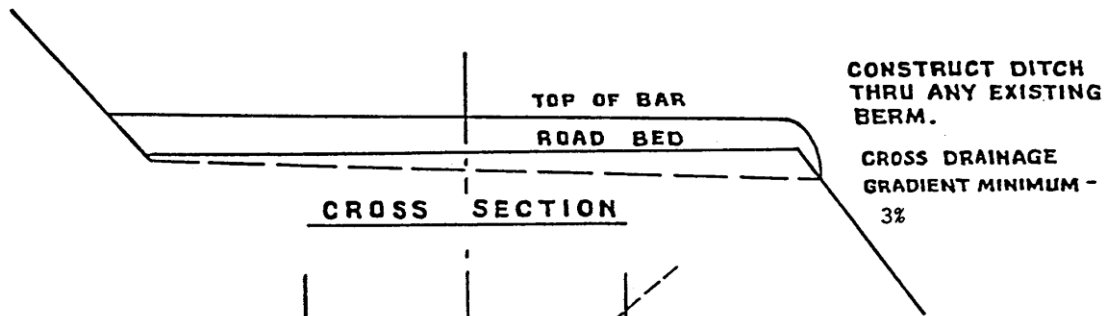 TOP OF BAR
ROAD BED
CONSTRUCT DITCH
THRU ANY EXISTING
BERM.
CROSS DRAINAGE
GRADIENT MINIMUM -
3%
CROSS SECTION